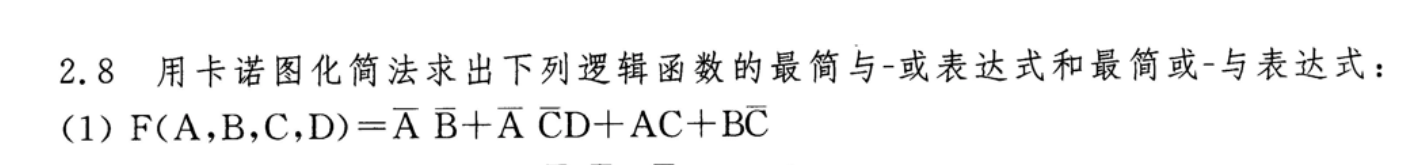 2.8 用卡诺图化简法求出下列逻辑函数的最简与-或表达式和最简或-与表达式：
(1) F(A,B,C,D)=A̅ B̅+A̅ C̅D+AC+BC̅